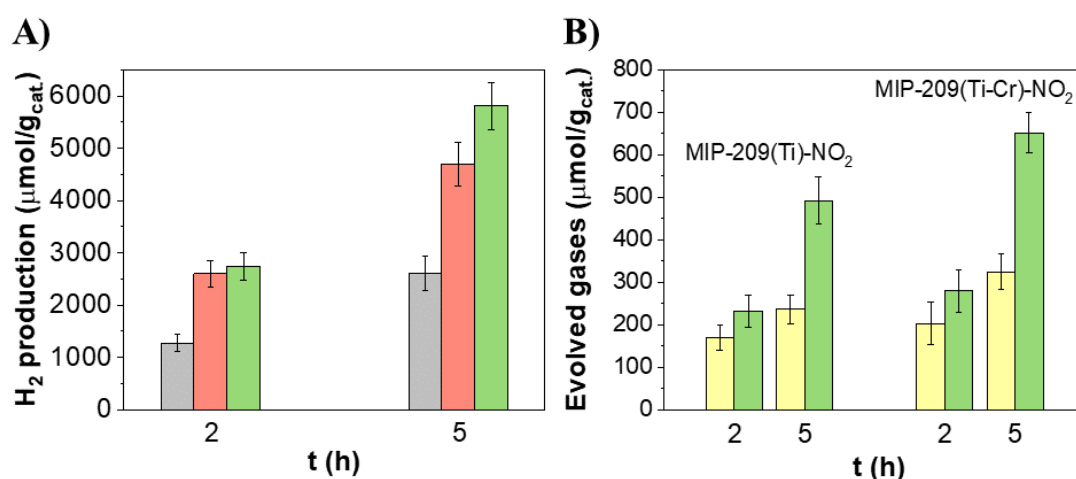 A)
H₂ production (μmol/gcat.)
6000
5000
4000
3000
2000
1000
0
2
5
t (h)
B)
Evolved gases (μmol/gcat.)
800
700
600
500
400
300
200
100
0
MIP-209(Ti-Cr)-NO₂
MIP-209(Ti)-NO₂
2 5 2 5
t (h)